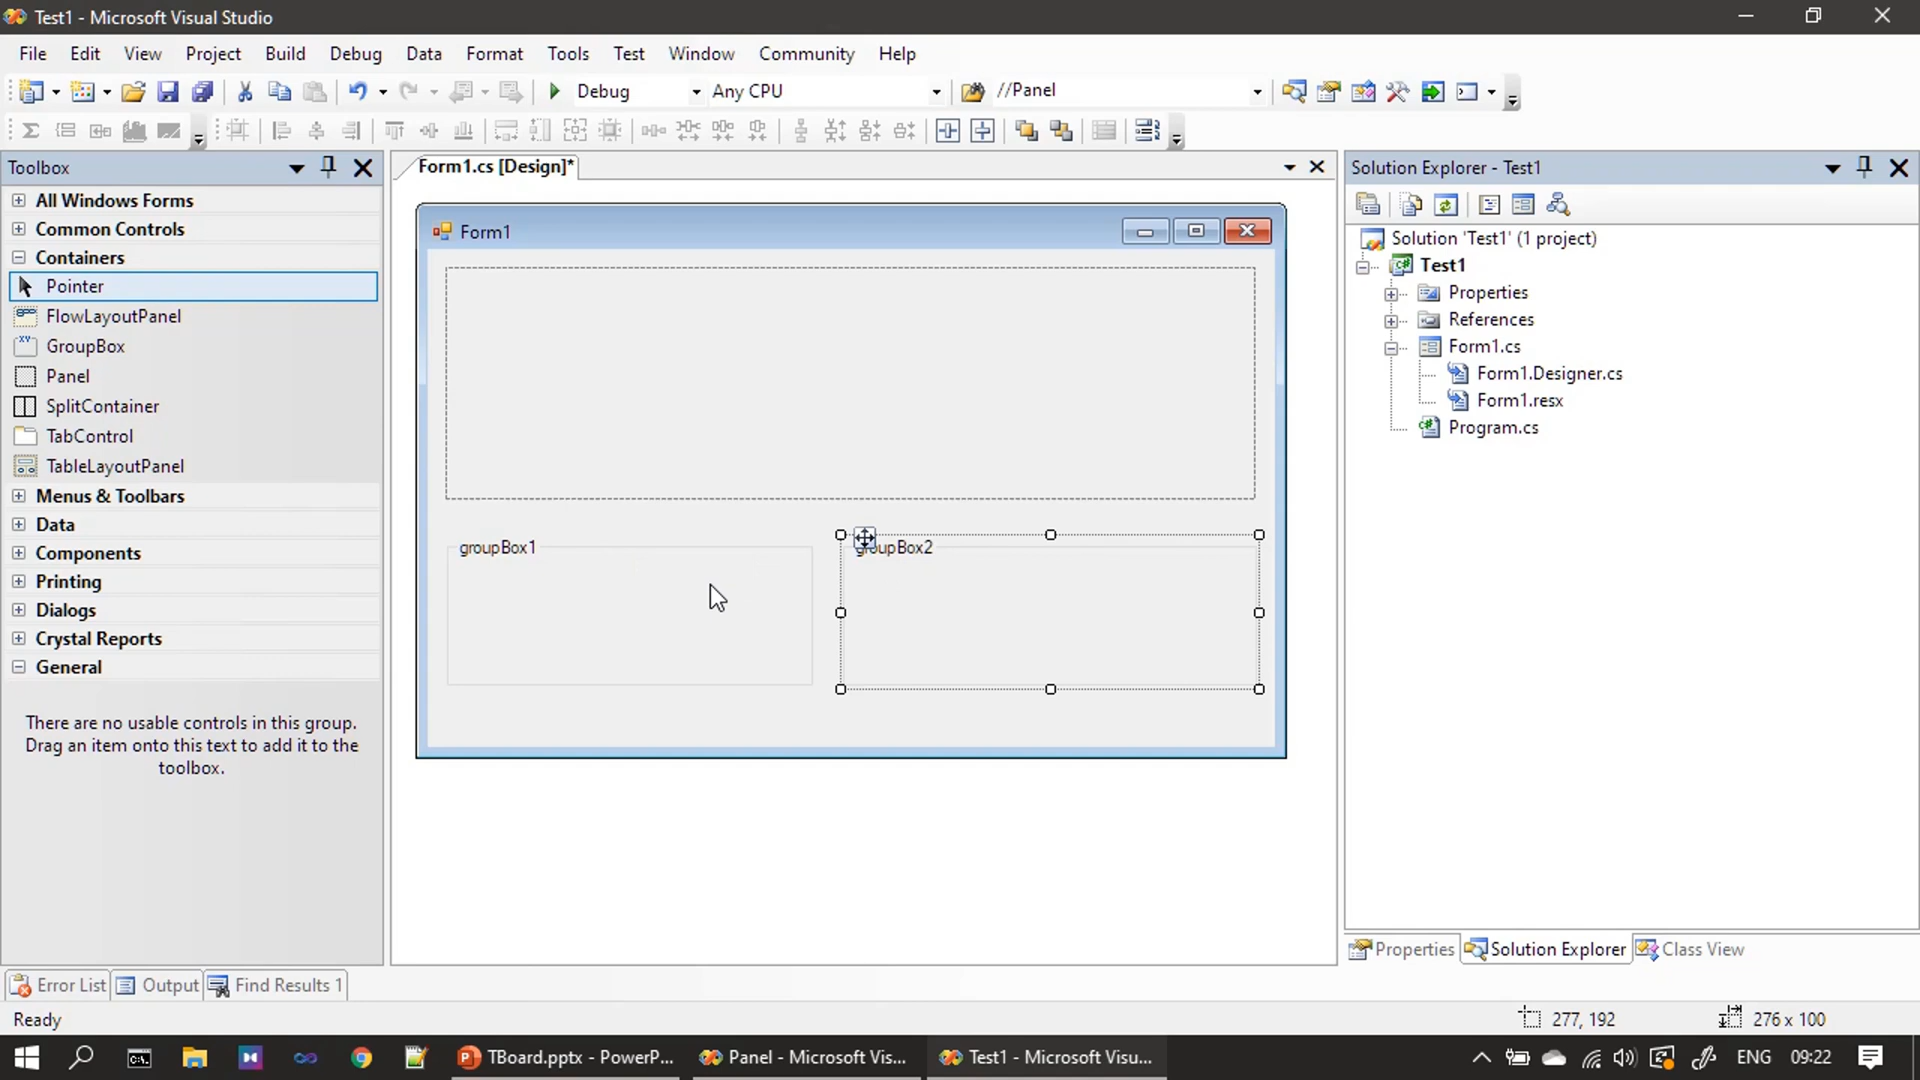 Test1 - Microsoft Visual Studio
File Edit View Project Build Debug Data Format Tools Test Window Community Help
Debug Any CPU //Panel
Toolbox
All Windows Forms
Common Controls
Containers
Pointer
FlowLayoutPanel
GroupBox
Panel
SplitContainer
TabControl
TableLayoutPanel
Menus & Toolbars
Data
Components
Printing
Dialogs
Crystal Reports
General
There are no usable controls in this group.
Drag an item onto this text to add it to the
toolbox.
Form1.cs [Design]*
Form1
groupBox1
groupBox2
Solution Explorer - Test1
Solution 'Test1' (1 project)
Test1
Properties
References
Form1.cs
Form1.Designer.cs
Form1.resx
Program.cs
Properties Solution Explorer Class View
Error List Output Find Results 1
Ready 277, 192 276 x 100
TBoard.pptx - PowerP... Panel - Microsoft Vis... Test1 - Microsoft Visu... ENG 09:22